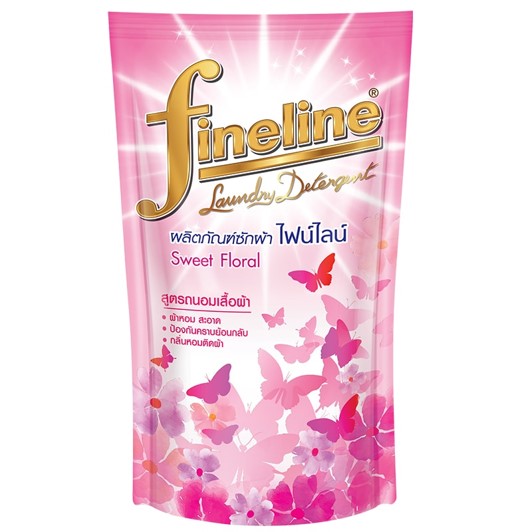 fineline®
Laundry Detergent
ผลิตภัณฑ์ซักผ้า ไฟน์ไลน์
Sweet Floral
สูตรถนอมเสื้อผ้า
• ผ้าหอม สะอาด
• ป้องกันคราบย้อนกลับ
• กลิ่นหอมติดผ้า